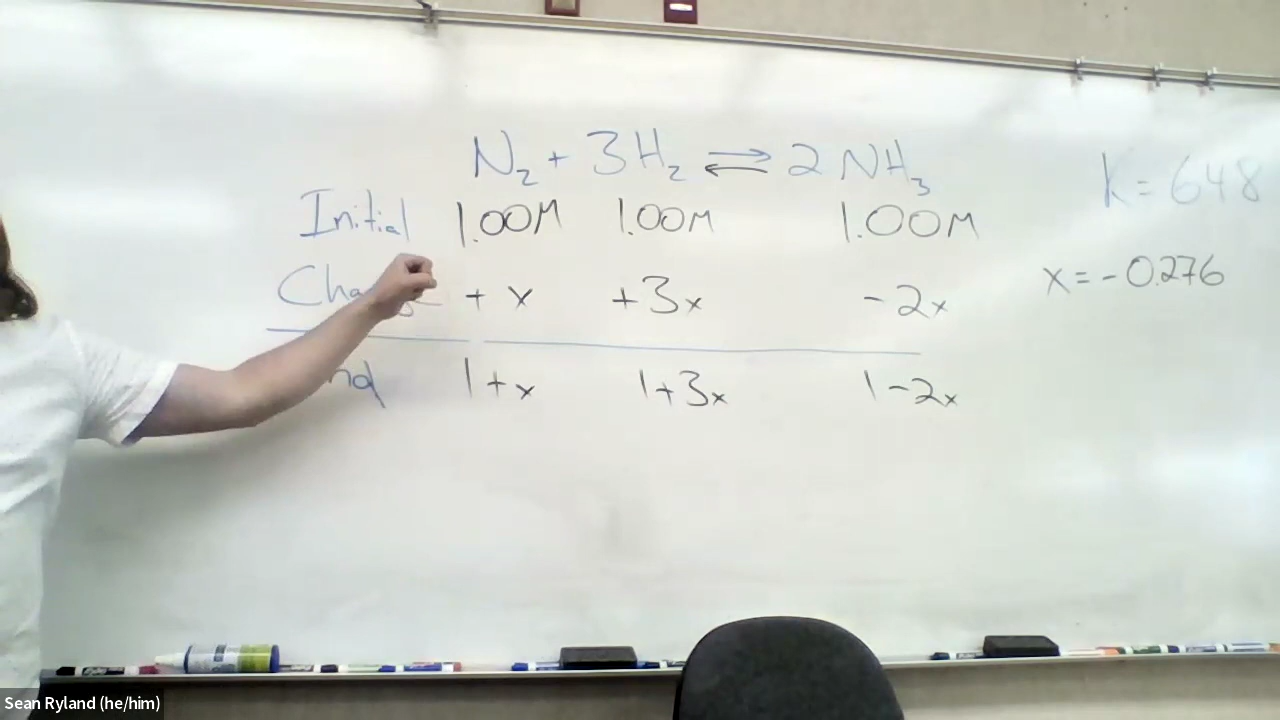 N₂ + 3H₂ ⇌ 2 NH₃
K = 648
Initial 1.00M 1.00M 1.00M
x = -0.276
+ x +3x -2x
1+x 1+3x 1-2x
Sean Ryland (he/him)